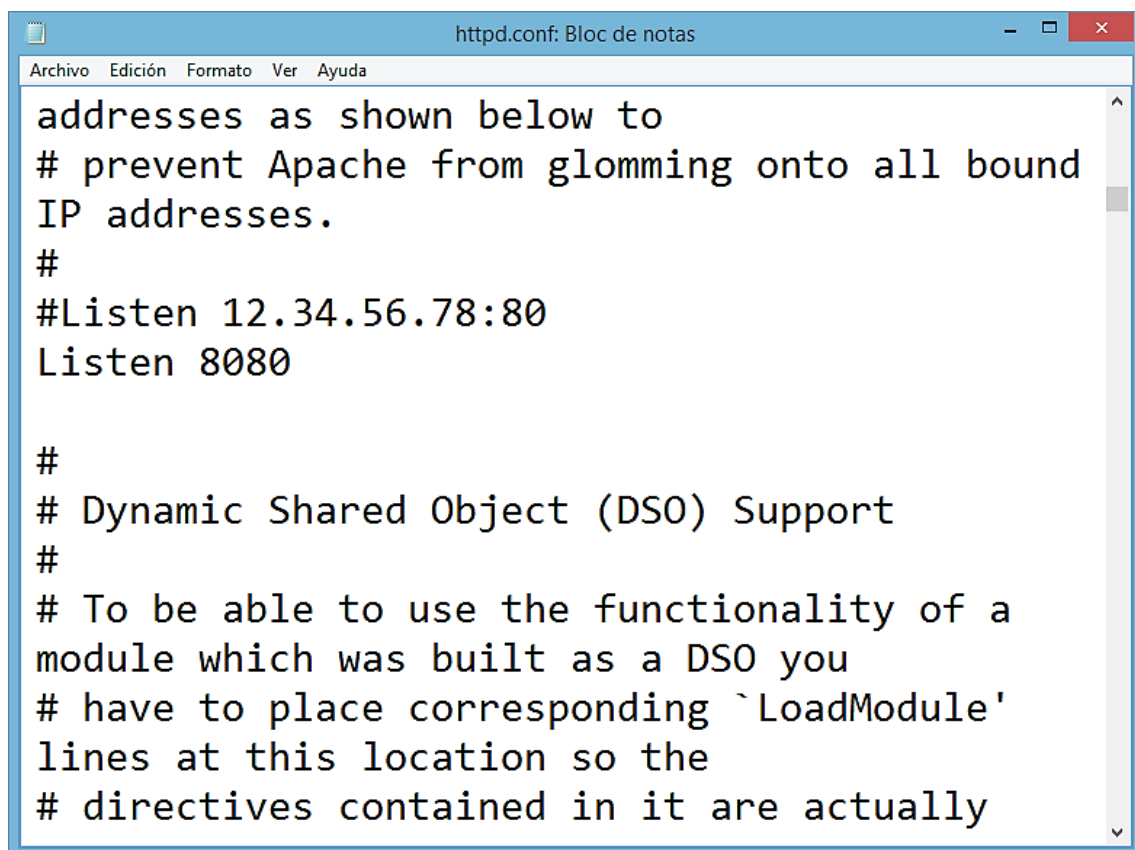 httpd.conf: Bloc de notas
Archivo Edición Formato Ver Ayuda
addresses as shown below to
# prevent Apache from glomming onto all bound
IP addresses.
#
#Listen 12.34.56.78:80
Listen 8080
#
# Dynamic Shared Object (DSO) Support
#
# To be able to use the functionality of a
module which was built as a DSO you
# have to place corresponding `LoadModule'
lines at this location so the
# directives contained in it are actually